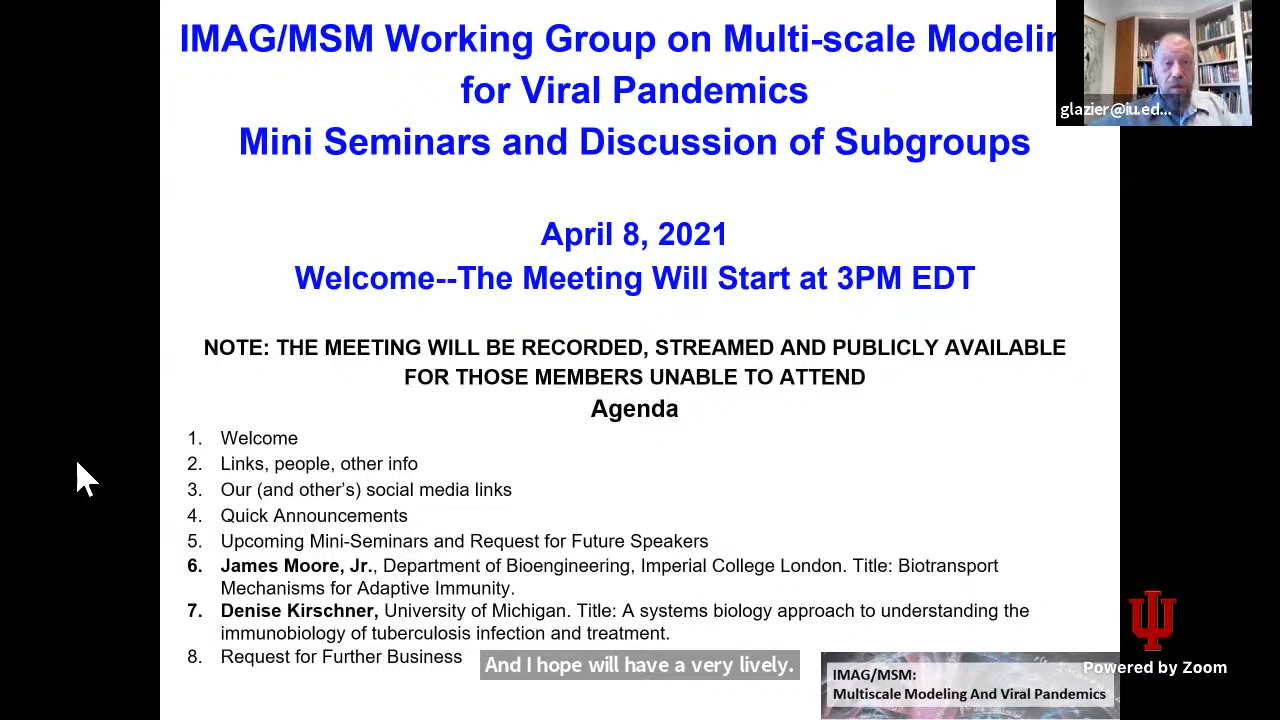 IMAG/MSM Working Group on Multi-scale Modelin
for Viral Pandemics
Mini Seminars and Discussion of Subgroups
glazier@iu.ed...
April 8, 2021
Welcome--The Meeting Will Start at 3PM EDT
NOTE: THE MEETING WILL BE RECORDED, STREAMED AND PUBLICLY AVAILABLE
FOR THOSE MEMBERS UNABLE TO ATTEND
Agenda
1. Welcome
2. Links, people, other info
3. Our (and other's) social media links
4. Quick Announcements
5. Upcoming Mini-Seminars and Request for Future Speakers
6. James Moore, Jr., Department of Bioengineering, Imperial College London. Title: Biotransport
Mechanisms for Adaptive Immunity.
7. Denise Kirschner, University of Michigan. Title: A systems biology approach to understanding the
immunobiology of tuberculosis infection and treatment.
8. Request for Further Business
And I hope will have a very lively.
IMAG/MSM:
Multiscale Modeling And Viral Pandemics
Powered by Zoom